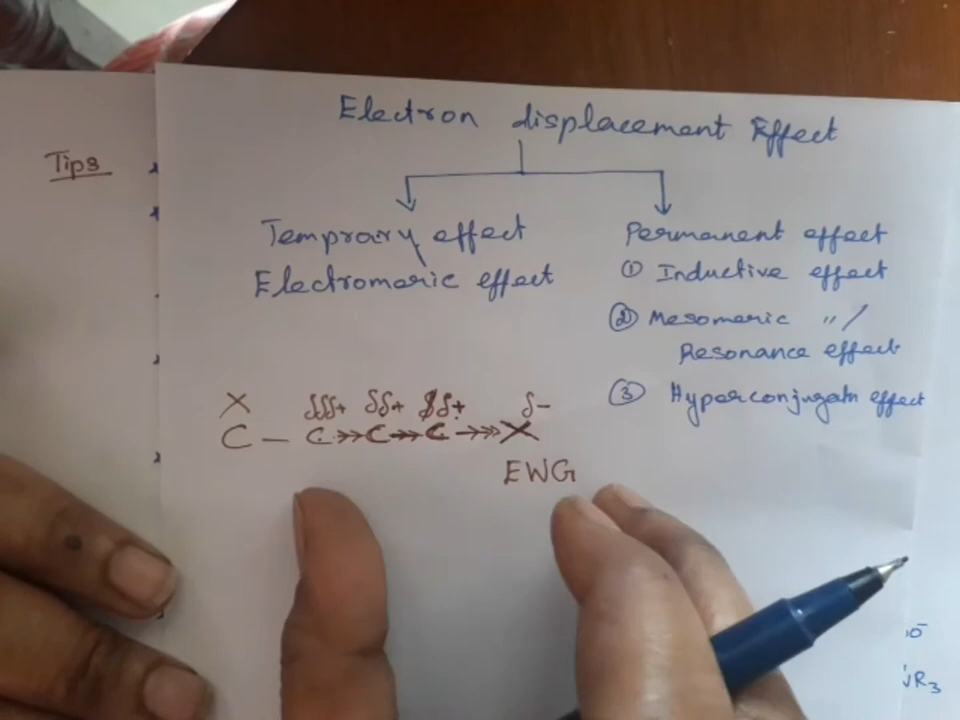 Electron displacement Effect
Tips
Temprary effect
Electromeric effect
Permanent effect
① Inductive effect
② Mesomeric " /
Resonance effect
③ Hyperconjugatn effect
X δδδ+ δδ+ δ+ δ-
C — C ->> C ->> C ->>> X
EWG
R3